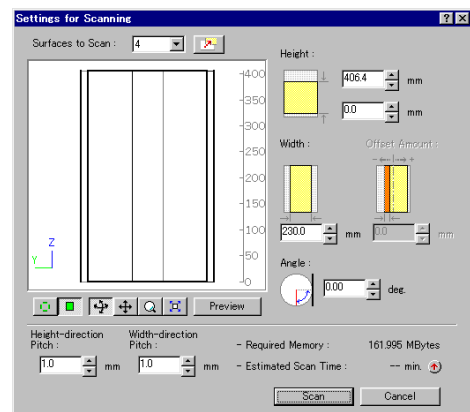 Settings for Scanning
Surfaces to Scan : 4
Height :
400
350
300
250
200
150
100
50
0
406.4 mm
0.0 mm
Width :
Offset Amount :
- +
230.0 mm
0.0 mm
Angle :
0.00 deg.
Z
Y
Preview
Height-direction Pitch :
Width-direction Pitch :
1.0 mm
1.0 mm
- Required Memory : 161.995 MBytes
- Estimated Scan Time : -- min.
Scan
Cancel